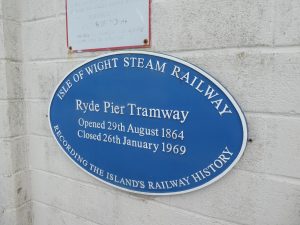 ISLE OF WIGHT STEAM RAILWAY
Ryde Pier Tramway
Opened 29th August 1864
Closed 26th January 1969
RECORDING THE ISLAND'S RAILWAY HISTORY